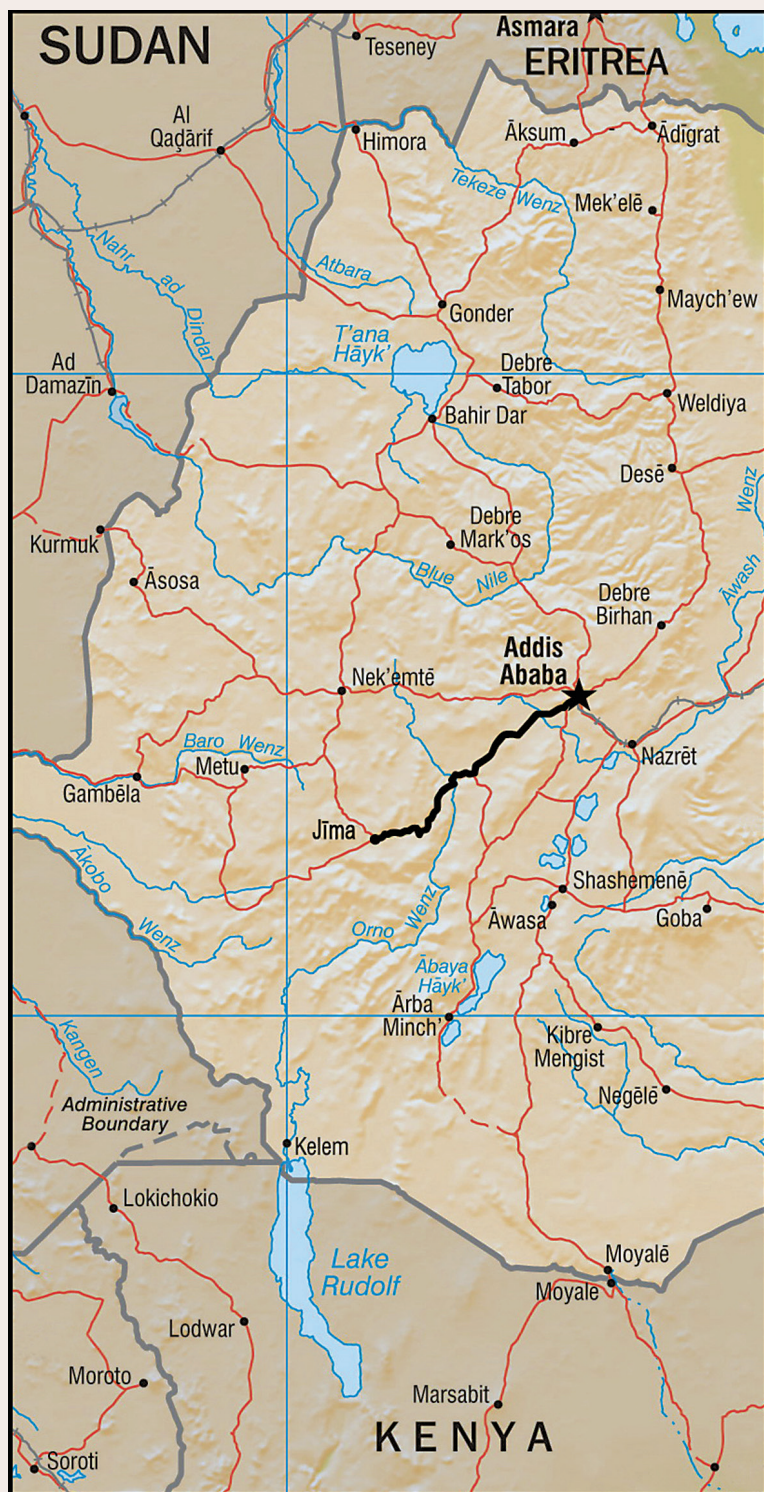 SUDAN
Asmara
ERITREA
Teseney
Al
Qaḑārif
Himora
Āksum
Ādīgrat
Tekeze Wenz
Mek'elē
Nahr ad Dindar
Atbara
Maych'ew
Gonder
T'ana
Hāyk'
Ad
Damazīn
Debre
Tabor
Weldiya
Bahir Dar
Desē
Wenz
Kurmuk
Debre
Mark'os
Āsosa
Blue Nile
Āwash
Debre
Birhan
Addis
Ababa
Nek'emtē
Baro Wenz
Metu
Nazrēt
Gambēla
Jīma
Ākobo Wenz
Shashemenē
Orno Wenz
Āwasa
Goba
Ābaya
Hāyk'
Ārba
Minch'
Kibre
Mengist
Kangen
Negēlē
Administrative
Boundary
Kelem
Lokichokio
Lake
Rudolf
Moyalē
Moyale
Lodwar
Moroto
Marsabit
KENYA
Soroti